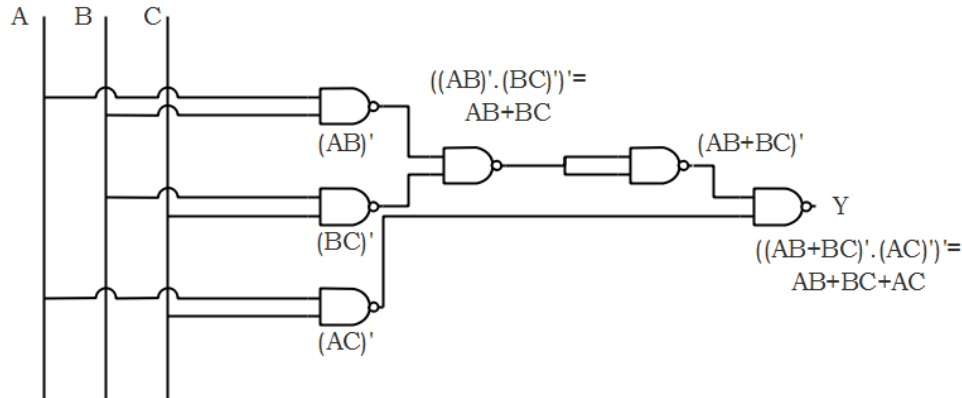 A B C
((AB)'.(BC)')'=
AB+BC
(AB)'
(AB+BC)'
Y
(BC)'
((AB+BC)'.(AC)')'=
AB+BC+AC
(AC)'